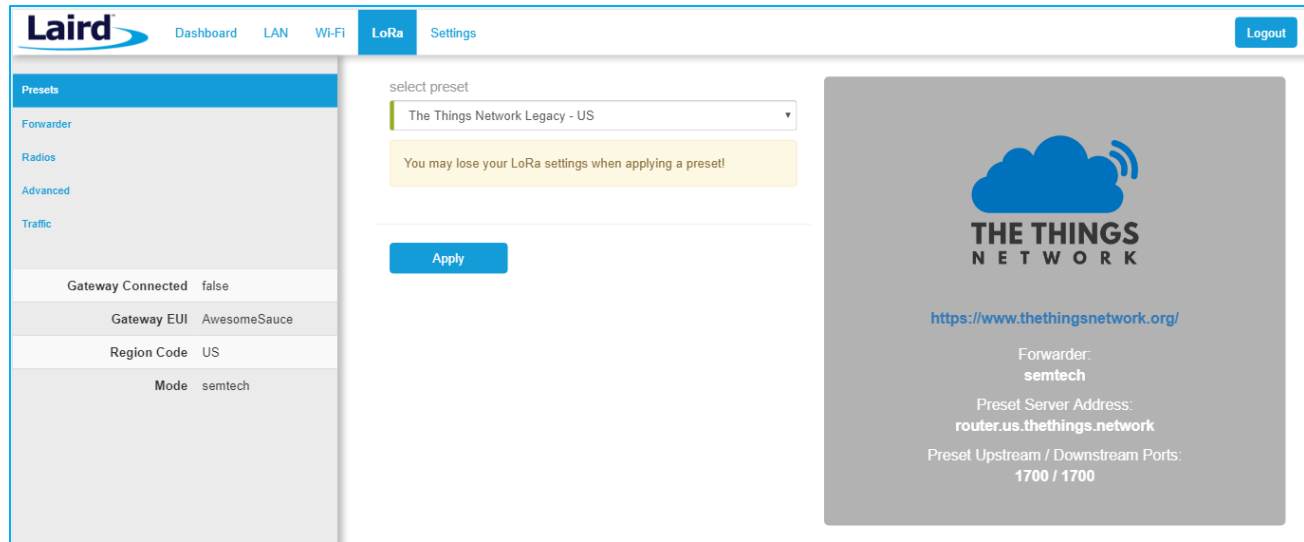 Laird
Dashboard LAN Wi-Fi LoRa Settings Logout
Presets
Forwarder
Radios
Advanced
Traffic
Gateway Connected false
Gateway EUI AwesomeSauce
Region Code US
Mode semtech
select preset
The Things Network Legacy - US
You may lose your LoRa settings when applying a preset!
Apply
THE THINGS
NETWORK
https://www.thethingsnetwork.org/
Forwarder:
semtech
Preset Server Address:
router.us.thethings.network
Preset Upstream / Downstream Ports:
1700 / 1700